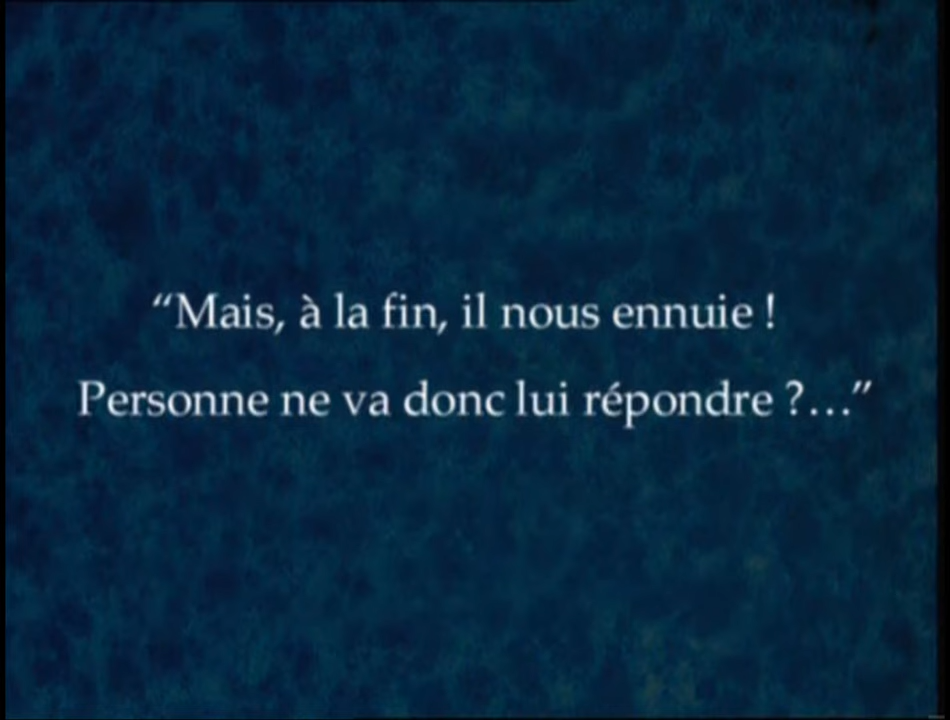 “Mais, à la fin, il nous ennuie !
Personne ne va donc lui répondre ?...”